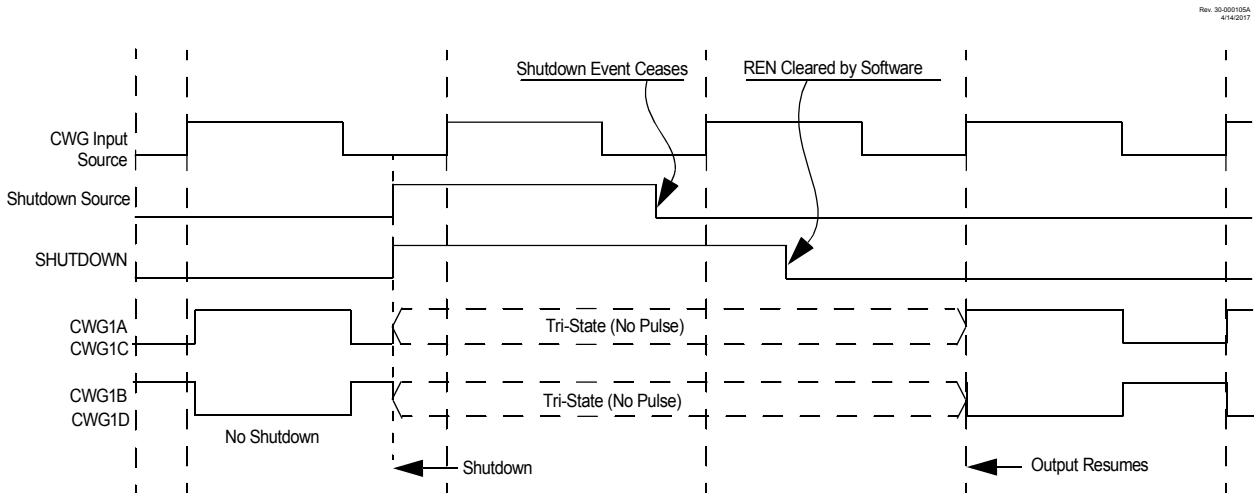 Rev. 30-000105A
4/14/2017
Shutdown Event Ceases
REN Cleared by Software
CWG Input
Source
Shutdown Source
SHUTDOWN
CWG1A
CWG1C
Tri-State (No Pulse)
CWG1B
CWG1D
Tri-State (No Pulse)
No Shutdown
Shutdown
Output Resumes